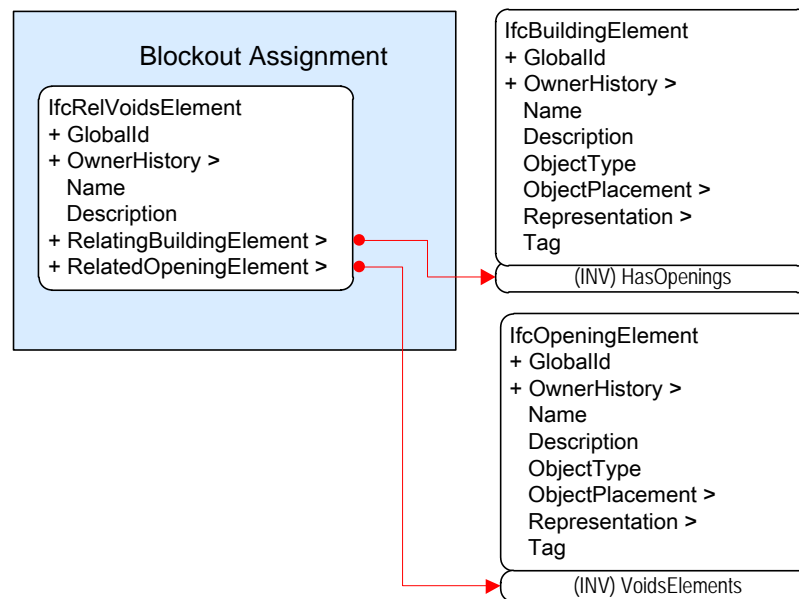 Blockout Assignment
IfcRelVoidsElement
+ GlobalId
+ OwnerHistory >
Name
Description
+ RelatingBuildingElement >
+ RelatedOpeningElement >
IfcBuildingElement
+ GlobalId
+ OwnerHistory >
Name
Description
ObjectType
ObjectPlacement >
Representation >
Tag
(INV) HasOpenings
IfcOpeningElement
+ GlobalId
+ OwnerHistory >
Name
Description
ObjectType
ObjectPlacement >
Representation >
Tag
(INV) VoidsElements